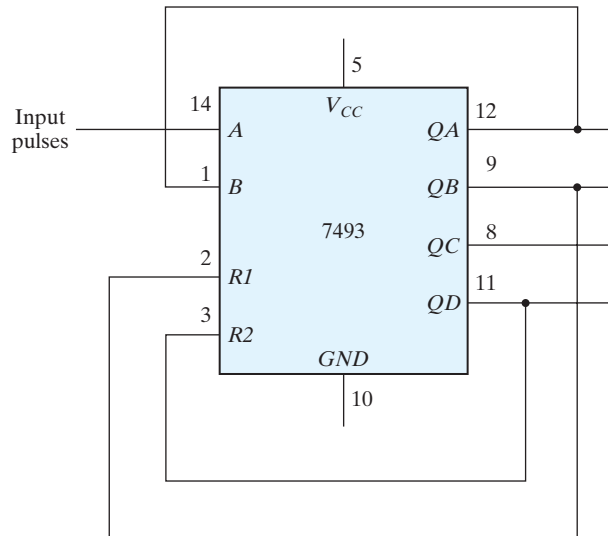 5
Input
pulses
14
V_CC
12
A
QA
1
9
B
QB
7493
8
QC
2
R1
11
QD
3
R2
GND
10